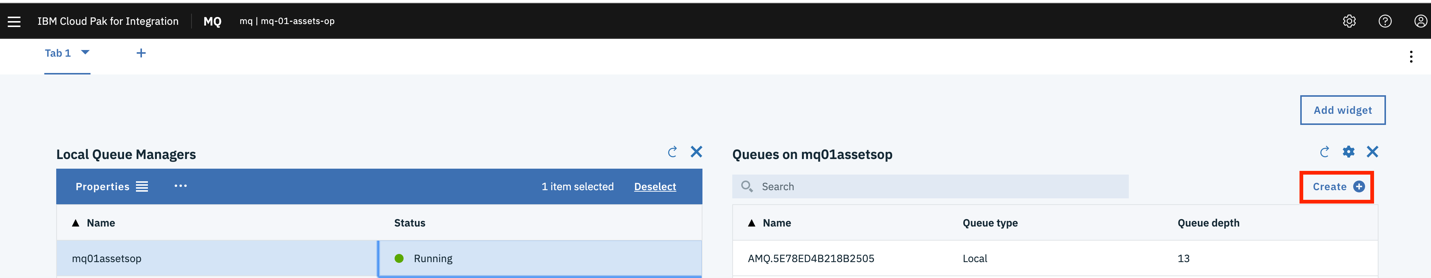 IBM Cloud Pak for Integration MQ mq | mq-01-assets-op
Tab 1
Add widget
Local Queue Managers
Properties 1 item selected Deselect
Name Status
mq01assetsop Running
Queues on mq01assetsop
Search Create
Name Queue type Queue depth
AMQ.5E78ED4B218B2505 Local 13